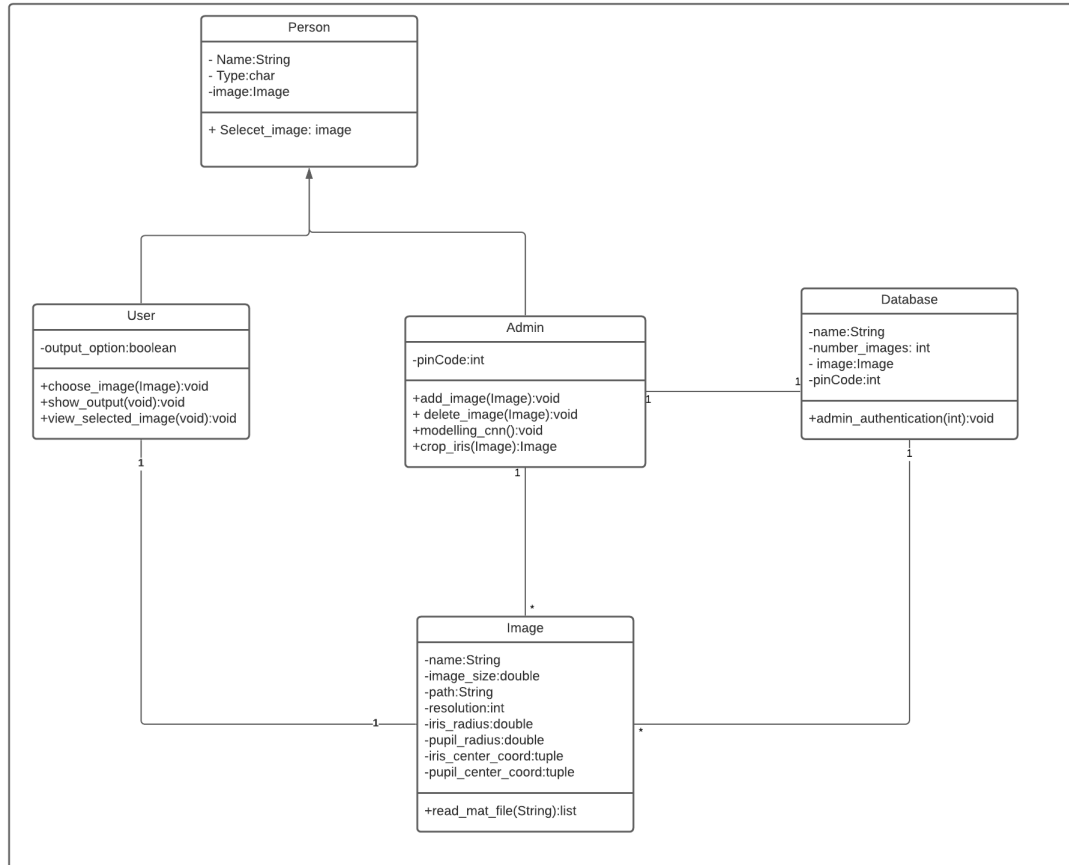 Person
- Name:String
- Type:char
-image:Image
+ Selecet_image: image
User
-output_option:boolean
+choose_image(Image):void
+show_output(void):void
+view_selected_image(void):void
1
1
Admin
-pinCode:int
+add_image(Image):void
+ delete_image(Image):void
+modelling_cnn():void
+crop_iris(Image):Image
1
1
1
*
Database
-name:String
-number_images: int
- image:Image
-pinCode:int
+admin_authentication(int):void
1
*
Image
-name:String
-image_size:double
-path:String
-resolution:int
-iris_radius:double
-pupil_radius:double
-iris_center_coord:tuple
-pupil_center_coord:tuple
+read_mat_file(String):list